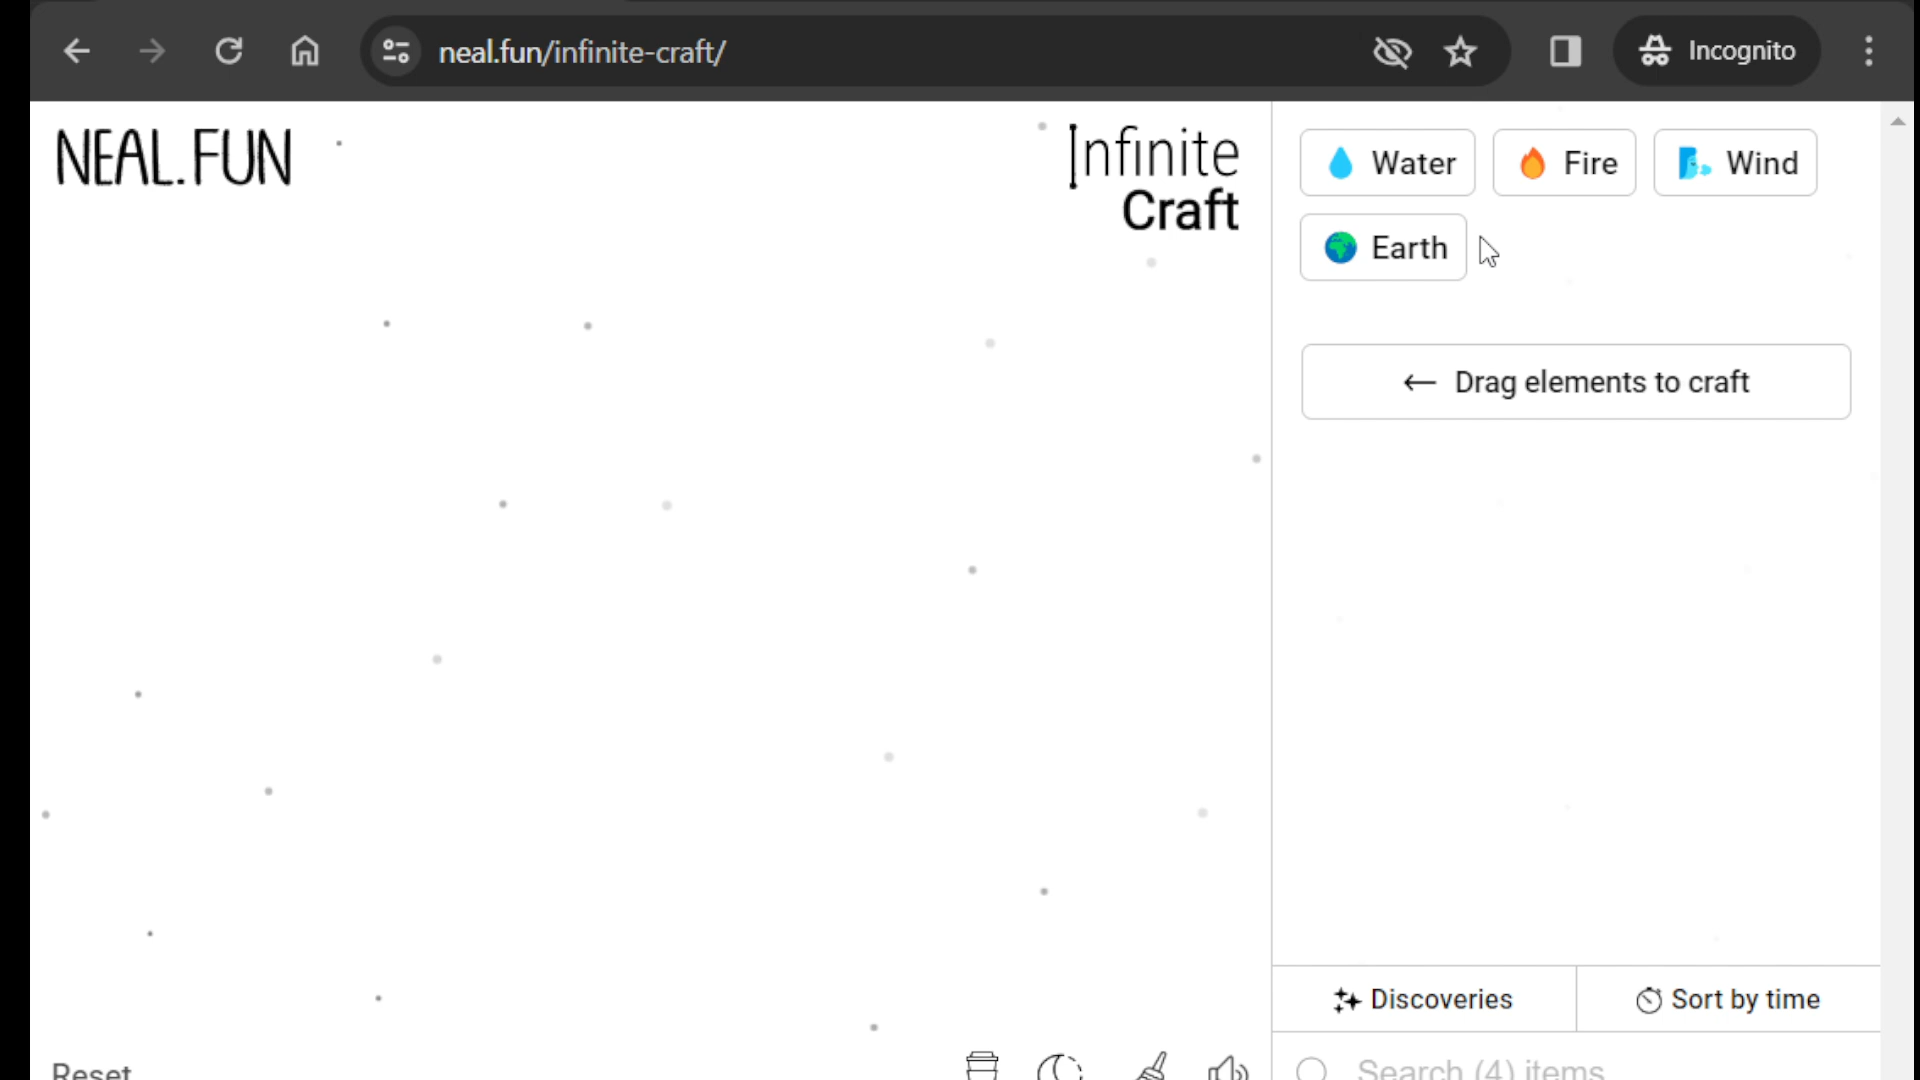 neal.fun/infinite-craft/
Incognito
NEAL.FUN
Infinite
Craft
Water
Fire
Wind
Earth
← Drag elements to craft
Discoveries
Sort by time
Reset
Search (4) items